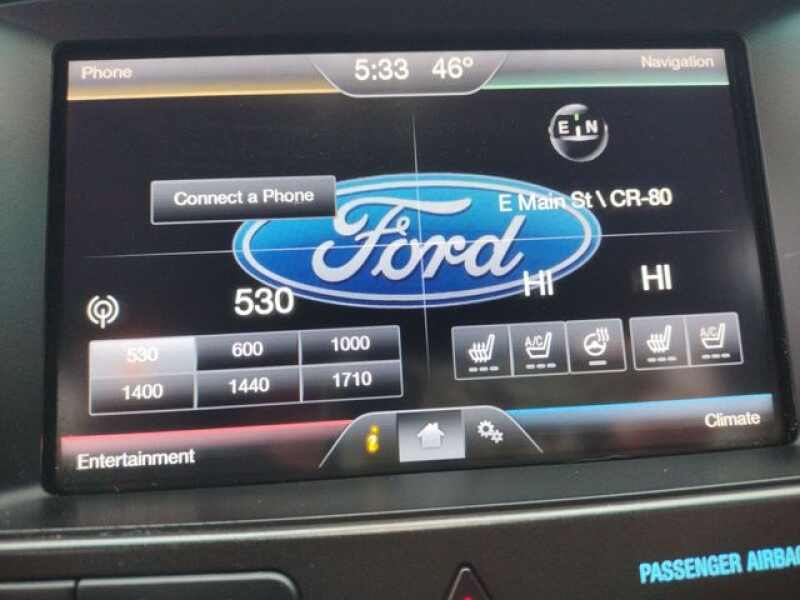 Phone
5:33 46°
Navigation
E N
Connect a Phone
E Main St \ CR-80
Ford
530
HI HI
530 600 1000
1400 1440 1710
A/C
A/C
Entertainment
i
Climate
PASSENGER AIRBAG